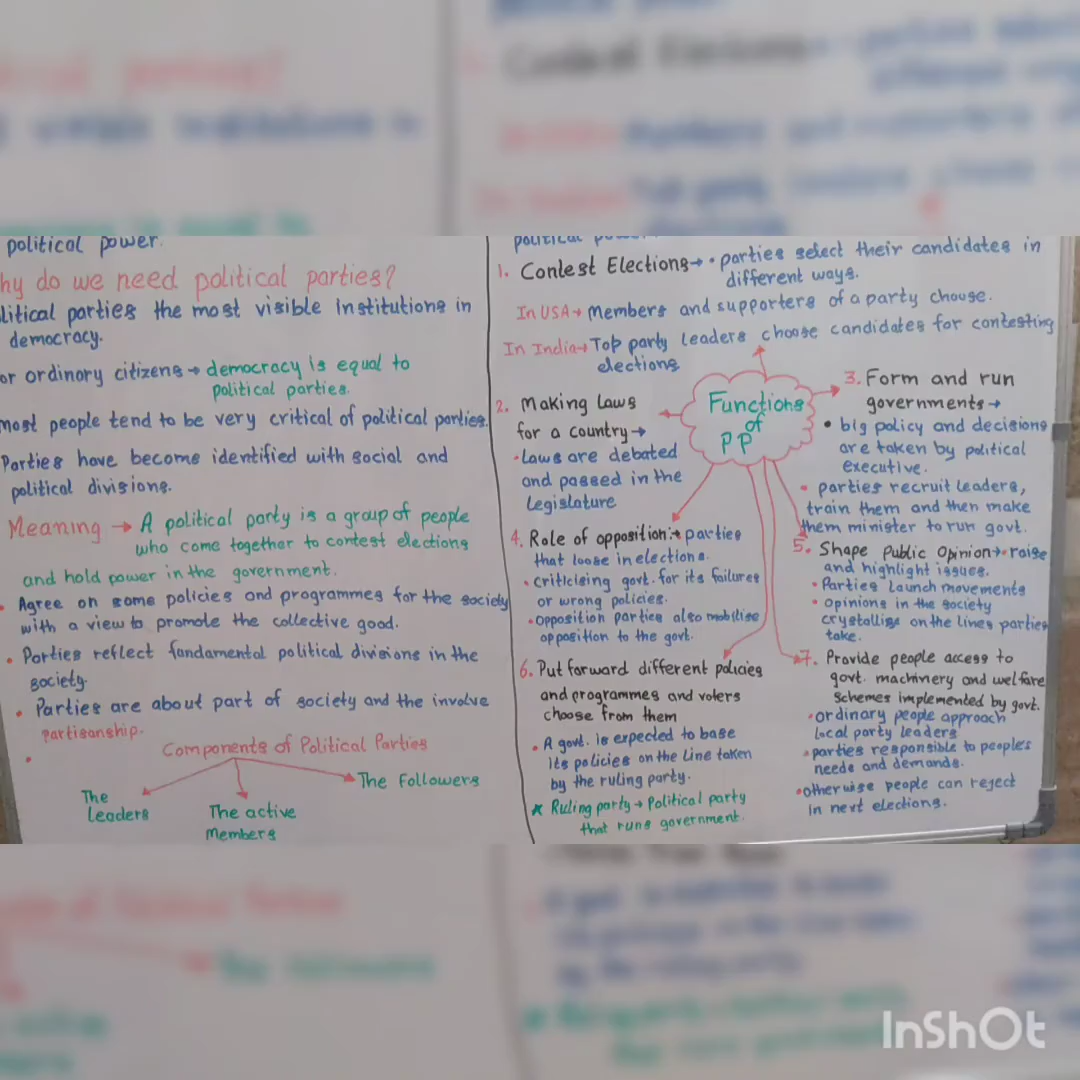 political power.
hy do we need political parties?
litical parties the most visible institutions in
democracy.
or ordinary citizens → democracy is equal to
political parties.
most people tend to be very critical of political parties.
Parties have become identified with social and
political divisions.
Meaning → A political party is a group of people
who come together to contest elections
and hold power in the government.
• Agree on some policies and programmes for the society
with a view to promote the collective good.
• Parties reflect fundamental political divisions in the
society.
• Parties are about part of society and the involve
partisanship.
•
Components of Political Parties
The Leaders
The active Members
The Followers
political power.
1. Contest Elections → • parties select their candidates in
different ways.
In USA → Members and supporters of a party choose.
In India → Top party leaders choose candidates for contesting
elections
Functions
of
PP
2. Making Laws
for a country →
• Laws are debated
and passed in the
Legislature
3. Form and run
governments →
• big policy and decisions
are taken by political
executive.
• parties recruit leaders,
train them and then make
them minister to run govt.
4. Role of opposition:→ parties
that loose in elections.
• criticising govt. for its failures
or wrong policies.
• opposition parties also mobilise
opposition to the govt.
5. Shape Public Opinion → • raise
and highlight issues.
• Parties Launch movements
• opinions in the society
crystallise on the lines parties
take.
6. Put forward different policies
and programmes and voters
choose from them
• A govt. is expected to base
its policies on the line taken
by the ruling party.
* Ruling party → Political party
that runs government.
7. Provide people access to
govt. machinery and welfare
schemes implemented by govt.
• ordinary people approach
Local party leaders
• parties responsible to peoples
needs and demands.
• otherwise people can reject
in next elections.
InShOt